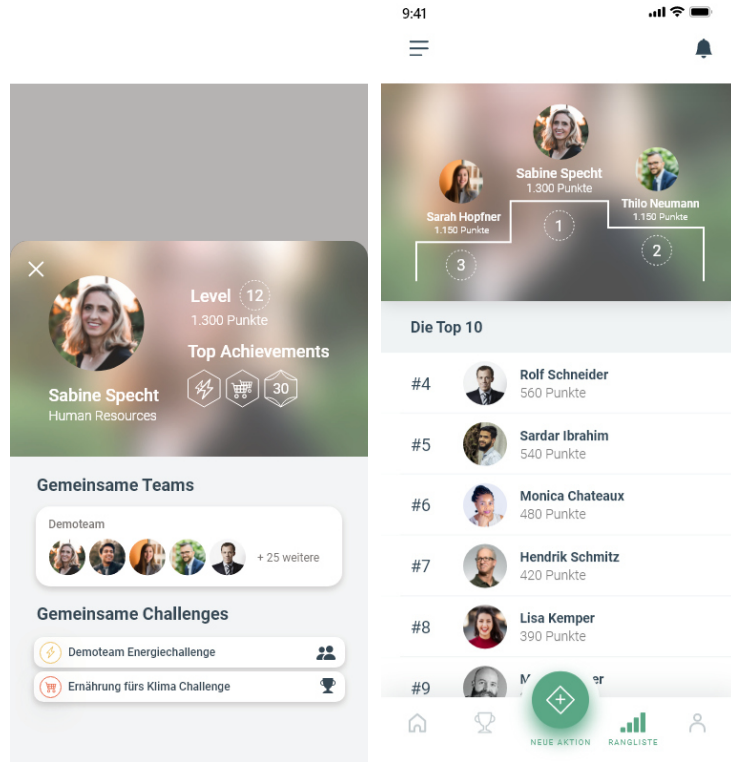 Level 12
1.300 Punkte
Top Achievements
30
Sabine Specht
Human Resources
Gemeinsame Teams
Demoteam
+ 25 weitere
Gemeinsame Challenges
Demoteam Energiechallenge
Ernährung fürs Klima Challenge
9:41
Sabine Specht
1.300 Punkte
Sarah Hopfner
1.150 Punkte
Thilo Neumann
1.150 Punkte
1
2
3
Die Top 10
#4
Rolf Schneider
560 Punkte
#5
Sardar Ibrahim
540 Punkte
#6
Monica Chateaux
480 Punkte
#7
Hendrik Schmitz
420 Punkte
#8
Lisa Kemper
390 Punkte
#9
NEUE AKTION
RANGLISTE